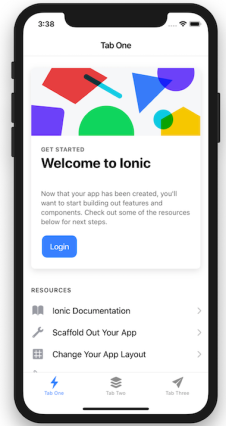 3:38
Tab One
GET STARTED
Welcome to Ionic
Now that your app has been created, you'll
want to start building out features and
components. Check out some of the resources
below for next steps.
Login
RESOURCES
Ionic Documentation
Scaffold Out Your App
Change Your App Layout
Tab One
Tab Two
Tab Three